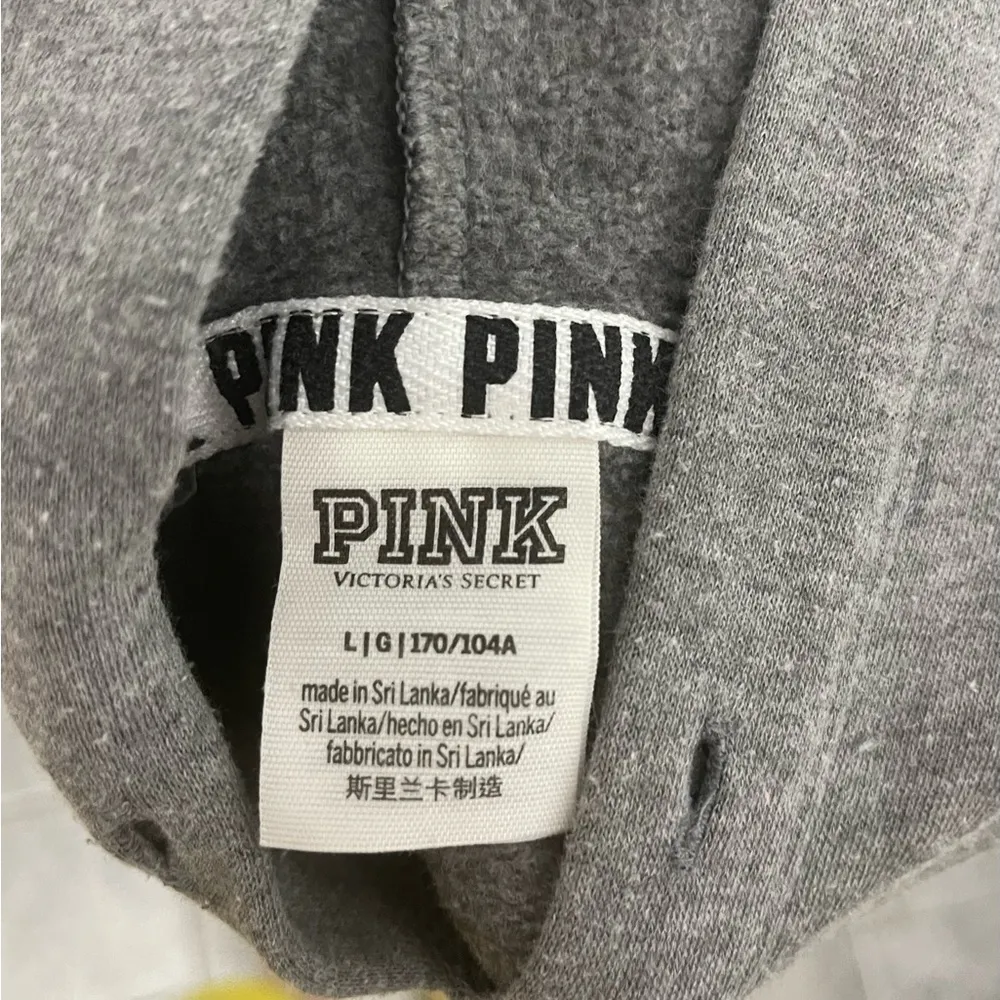 PINK PINK
PINK
VICTORIA'S SECRET
L|G|170/104A
made in Sri Lanka/fabriqué au
Sri Lanka/hecho en Sri Lanka/
fabbricato in Sri Lanka/
斯里兰卡制造